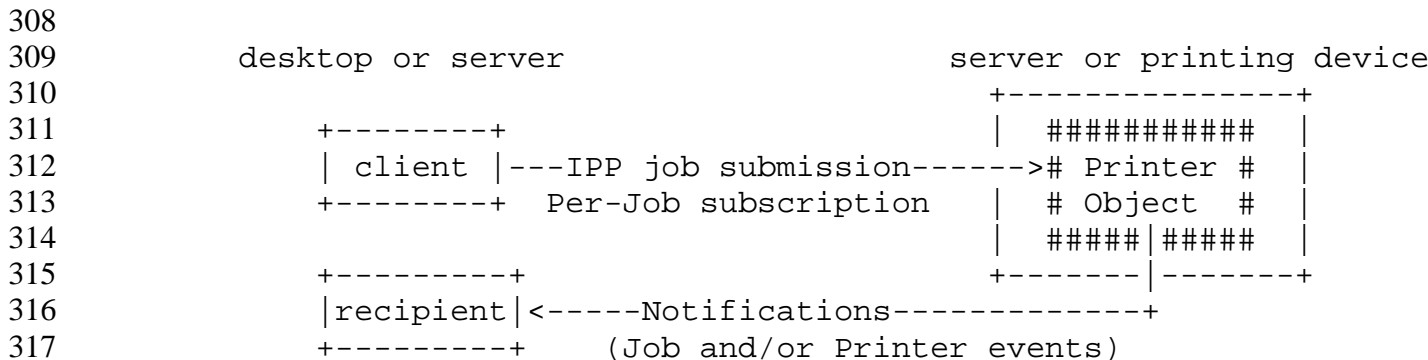 308
309 desktop or server server or printing device
310 +---------------+
311 +--------+ | ########### |
312 | client |---IPP job submission------># Printer # |
313 +--------+ Per-Job subscription | # Object # |
314 | #####|##### |
315 +---------+ +-------|-------+
316 |recipient|<-----Notifications------------+
317 +---------+ (Job and/or Printer events)